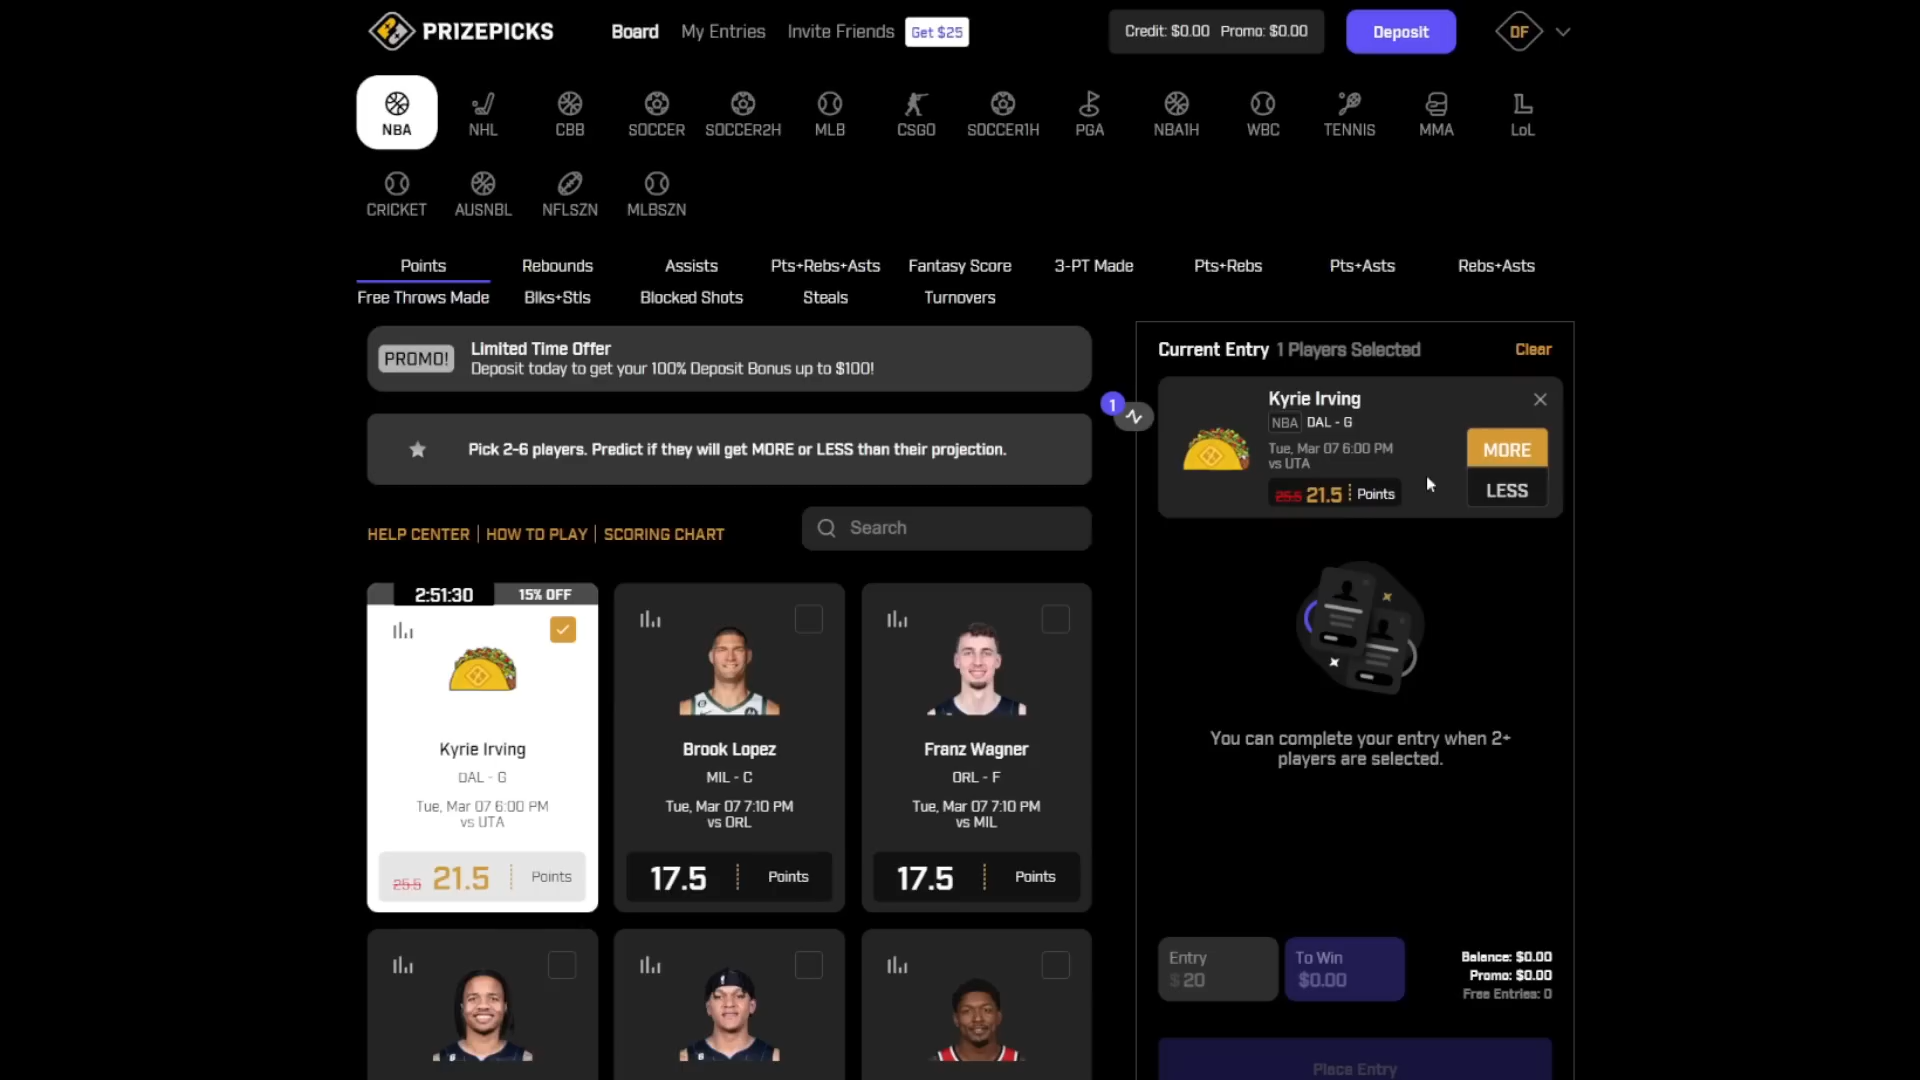 PRIZEPICKS
Board My Entries Invite Friends Get $25
Credit: $0.00 Promo: $0.00
Deposit
DF
NBA NHL CBB SOCCER SOCCER2H MLB CSGO SOCCER1H PGA NBA1H WBC TENNIS MMA LoL
CRICKET AUSNBL NFLSZN MLBSZN
Points Rebounds Assists Pts+Rebs+Asts Fantasy Score 3-PT Made Pts+Rebs Pts+Asts Rebs+Asts
Free Throws Made Blks+Stls Blocked Shots Steals Turnovers
PROMO!
Limited Time Offer
Deposit today to get your 100% Deposit Bonus up to $100!
Pick 2-6 players. Predict if they will get MORE or LESS than their projection.
HELP CENTER | HOW TO PLAY | SCORING CHART
Search
2:51:30 15% OFF
Kyrie Irving
DAL - G
Tue, Mar 07 6:00 PM
vs UTA
25.5 21.5 Points
Brook Lopez
MIL - C
Tue, Mar 07 7:10 PM
vs ORL
17.5 Points
Franz Wagner
ORL - F
Tue, Mar 07 7:10 PM
vs MIL
17.5 Points
1
Current Entry 1 Players Selected Clear
Kyrie Irving
NBA DAL - G
Tue, Mar 07 6:00 PM
vs UTA
25.5 21.5 Points
MORE
LESS
You can complete your entry when 2+
players are selected.
Entry
$ 20
To Win
$0.00
Balance: $0.00
Promo: $0.00
Free Entries: 0
Place Entry